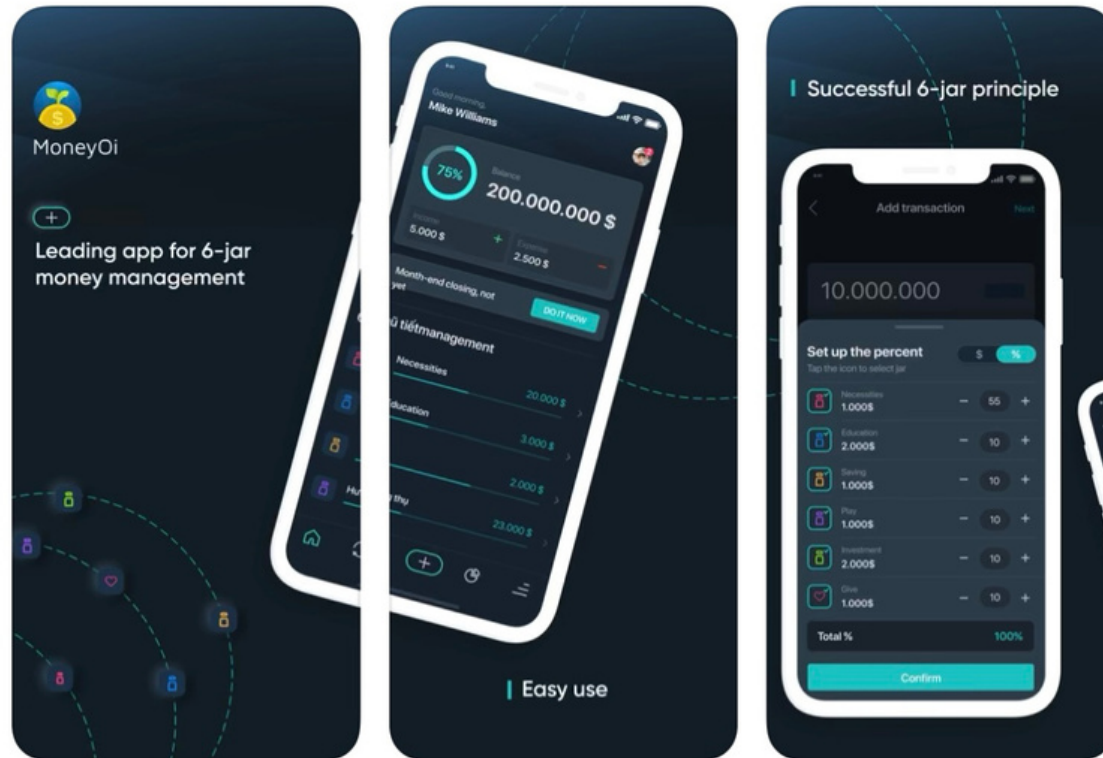 MoneyOi
Leading app for 6-jar
money management
Good morning,
Mike Williams
75%
Balance
200.000.000 $
Income
5.000 $
+
Expense
2.500 $
−
Month-end closing, not
yet
DO IT NOW
tiếtmanagement
Necessities
20.000 $
Education
3.000 $
2.000 $
thụ
23.000 $
Easy use
Successful 6-jar principle
Add transaction
Next
10.000.000
Set up the percent
$ %
Tap the icon to select jar
Necessities
1.000$
− 55 +
Education
2.000$
− 10 +
Saving
1.000$
− 10 +
Play
1.000$
− 10 +
Investment
2.000$
− 10 +
Give
1.000$
− 10 +
Total % 100%
Confirm